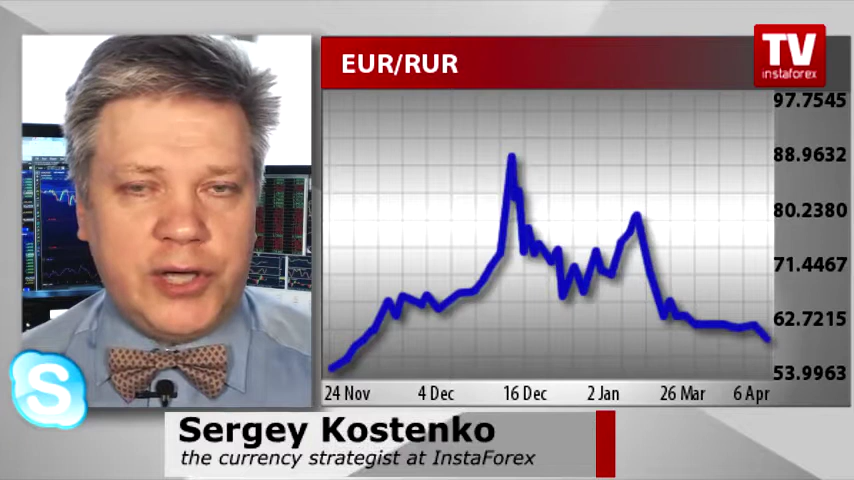 EUR/RUR
TV
instaforex
97.7545
88.9632
80.2380
71.4467
62.7215
53.9963
24 Nov 4 Dec 16 Dec 2 Jan 26 Mar 6 Apr
S
Sergey Kostenko
the currency strategist at InstaForex